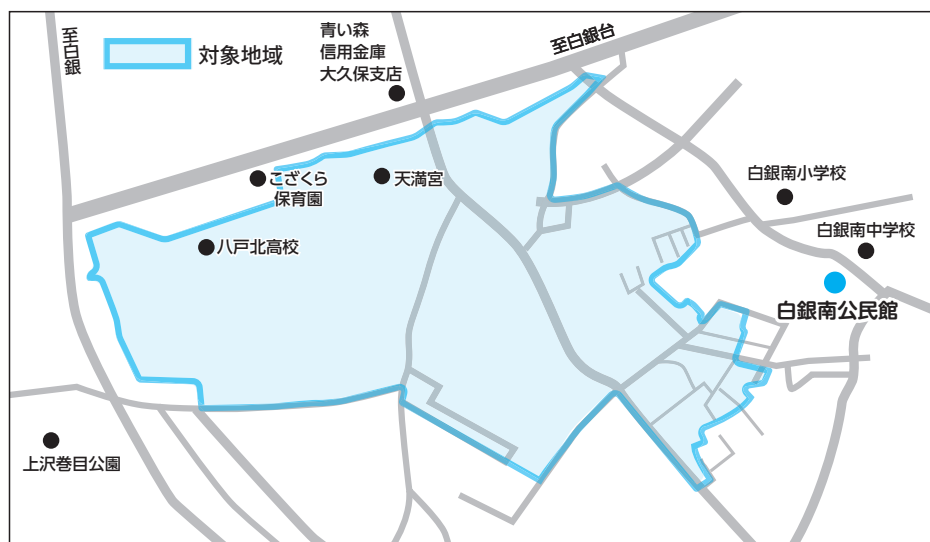 至白銀
対象地域
青い森
信用金庫
大久保支店
至白銀台
こざくら
保育園
天満宮
白銀南小学校
八戸北高校
白銀南中学校
白銀南公民館
上沢巻目公園